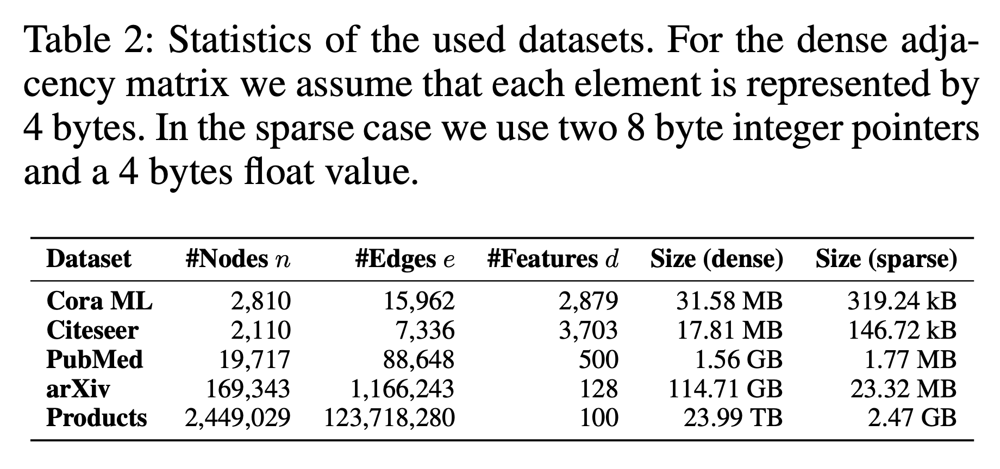 Table 2: Statistics of the used datasets. For the dense adja-
cency matrix we assume that each element is represented by
4 bytes. In the sparse case we use two 8 byte integer pointers
and a 4 bytes float value.
Dataset #Nodes n #Edges e #Features d Size (dense) Size (sparse)
Cora ML 2,810 15,962 2,879 31.58 MB 319.24 kB
Citeseer 2,110 7,336 3,703 17.81 MB 146.72 kB
PubMed 19,717 88,648 500 1.56 GB 1.77 MB
arXiv 169,343 1,166,243 128 114.71 GB 23.32 MB
Products 2,449,029 123,718,280 100 23.99 TB 2.47 GB